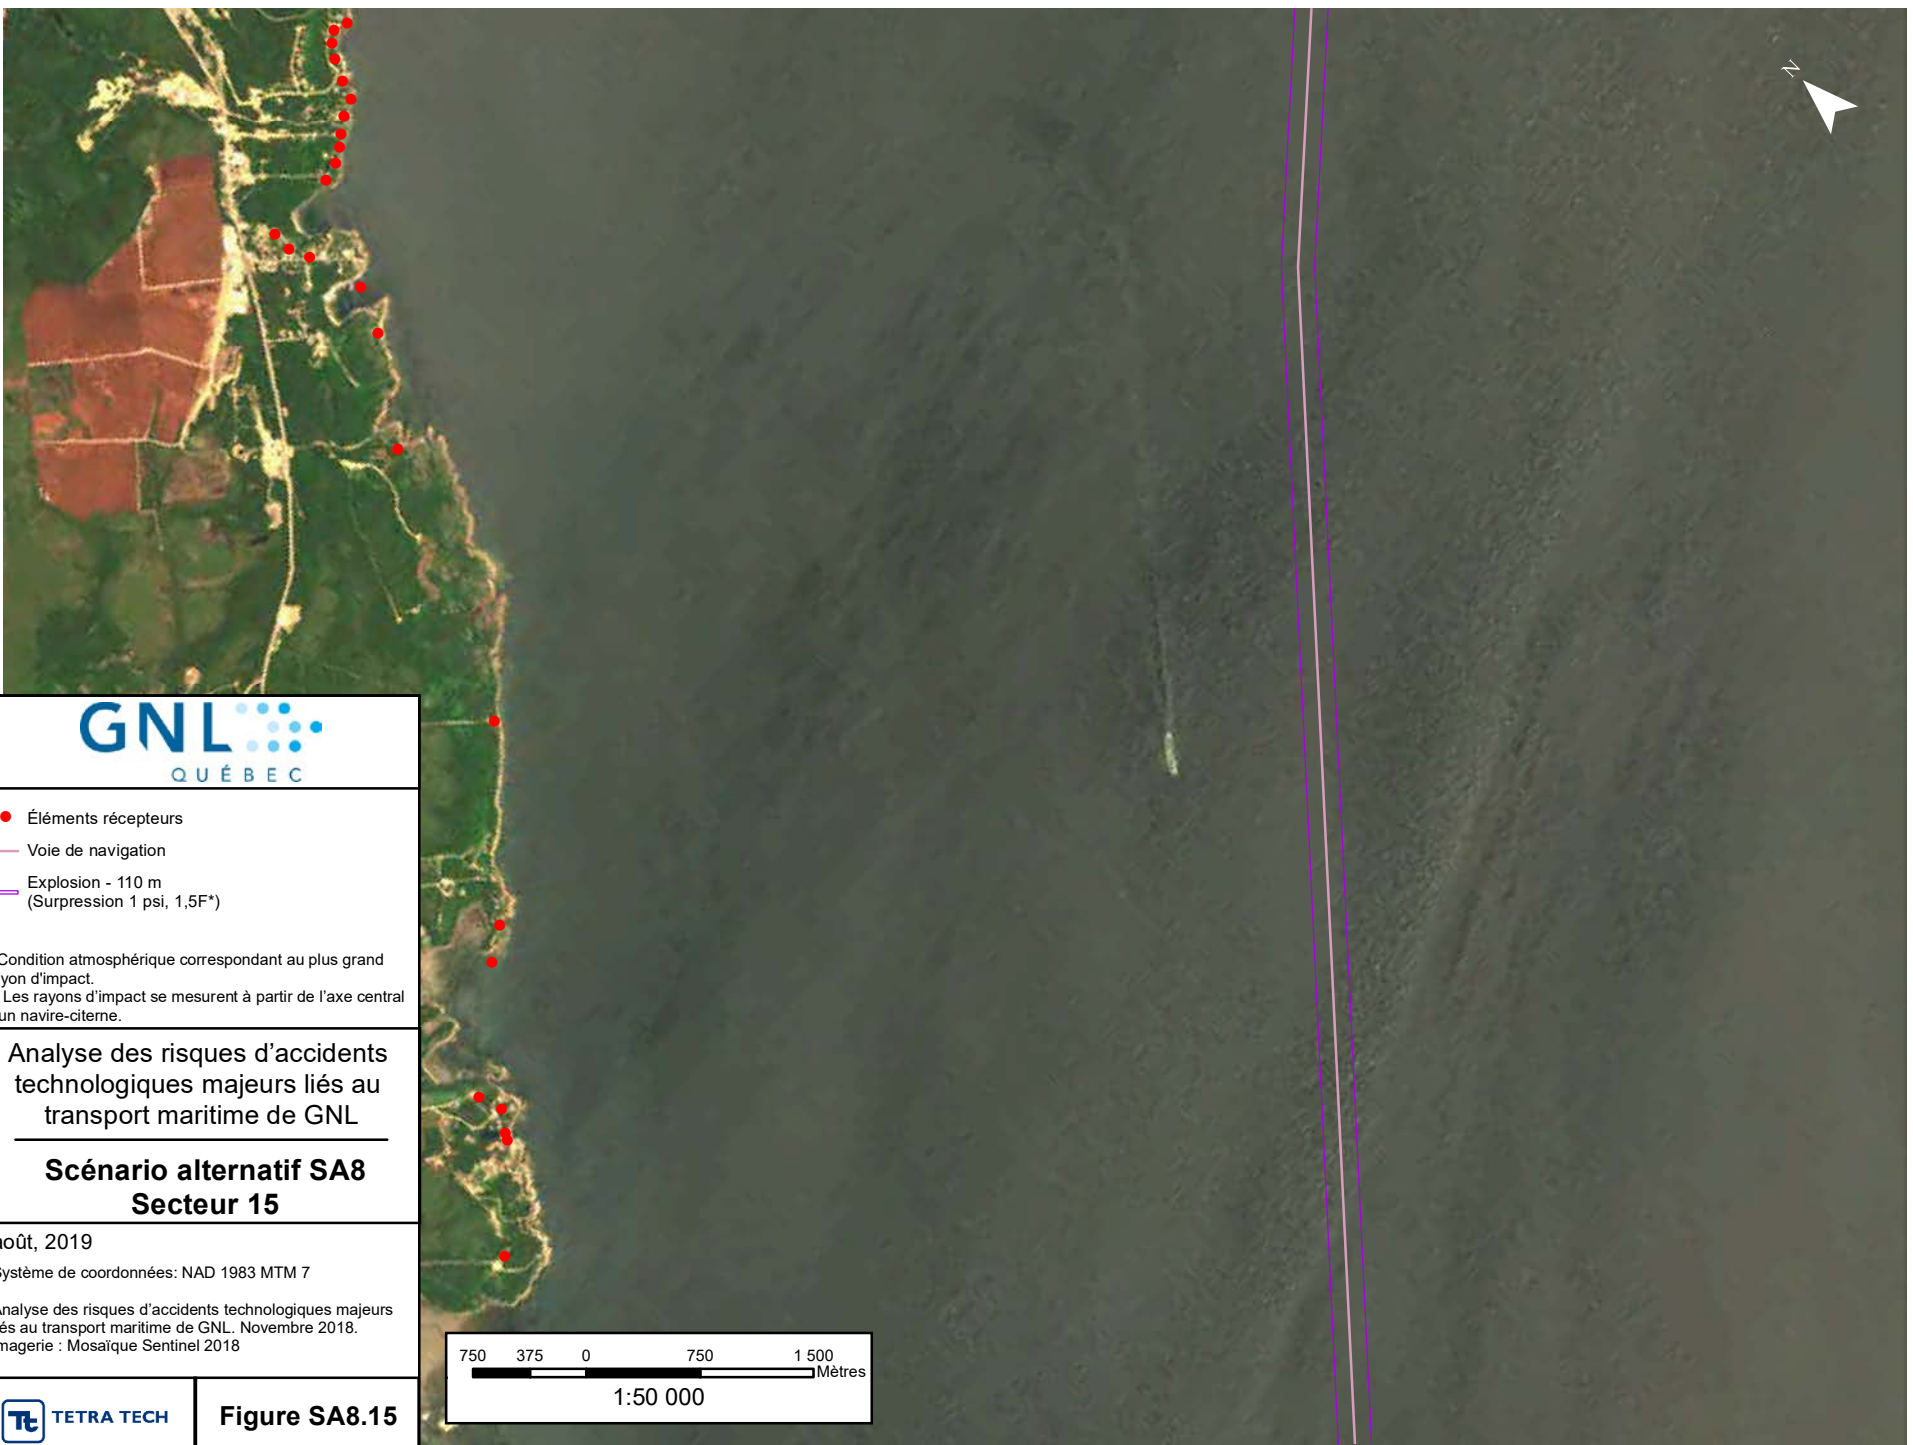 N
GNL
QUÉBEC
Éléments récepteurs
Voie de navigation
Explosion - 110 m
(Surpression 1 psi, 1,5F*)
Condition atmosphérique correspondant au plus grand
yon d'impact.
Les rayons d’impact se mesurent à partir de l’axe central
un navire-citerne.
Analyse des risques d’accidents
technologiques majeurs liés au
transport maritime de GNL
Scénario alternatif SA8
Secteur 15
août, 2019
Système de coordonnées: NAD 1983 MTM 7
Analyse des risques d’accidents technologiques majeurs
és au transport maritime de GNL. Novembre 2018.
magerie : Mosaïque Sentinel 2018
Tt TETRA TECH
Figure SA8.15
750 375 0 750 1 500
Mètres
1:50 000